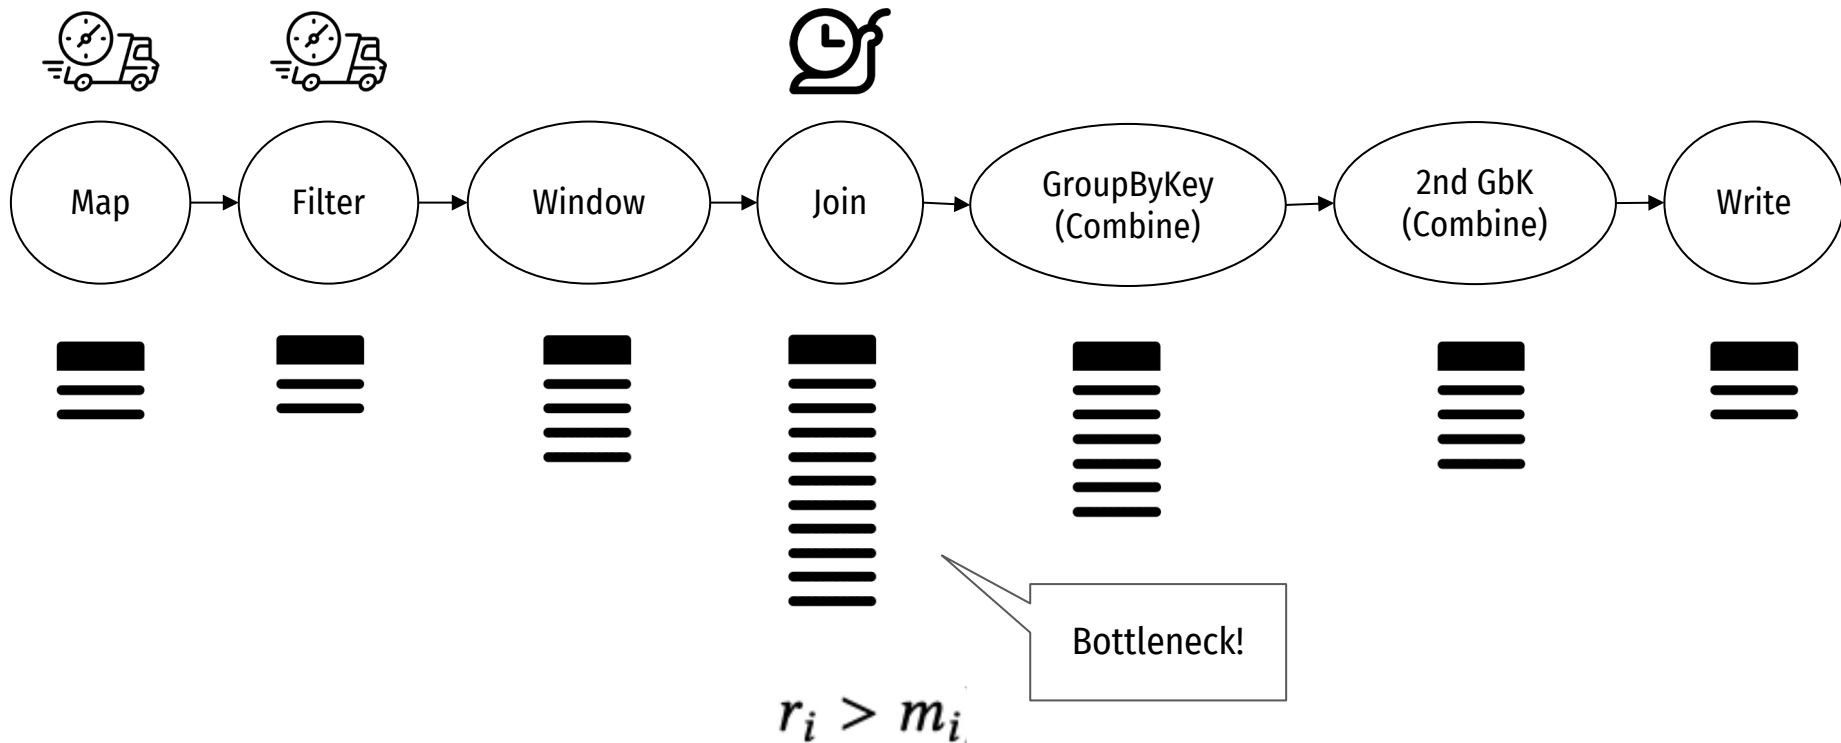 Map
Filter
Window
Join
GroupByKey
(Combine)
2nd GbK
(Combine)
Write
Bottleneck!
rᵢ > mᵢ